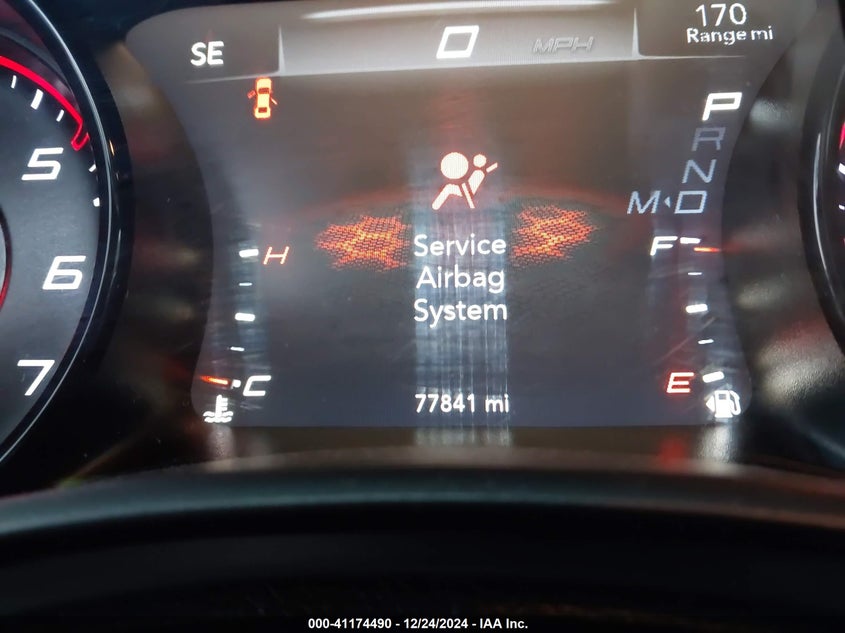 SE
0 MPH
170
Range mi
P
R
N
M D
5
6
7
H
C
Service
Airbag
System
F
E
77841 mi
000-41174490 - 12/24/2024 - IAA Inc.